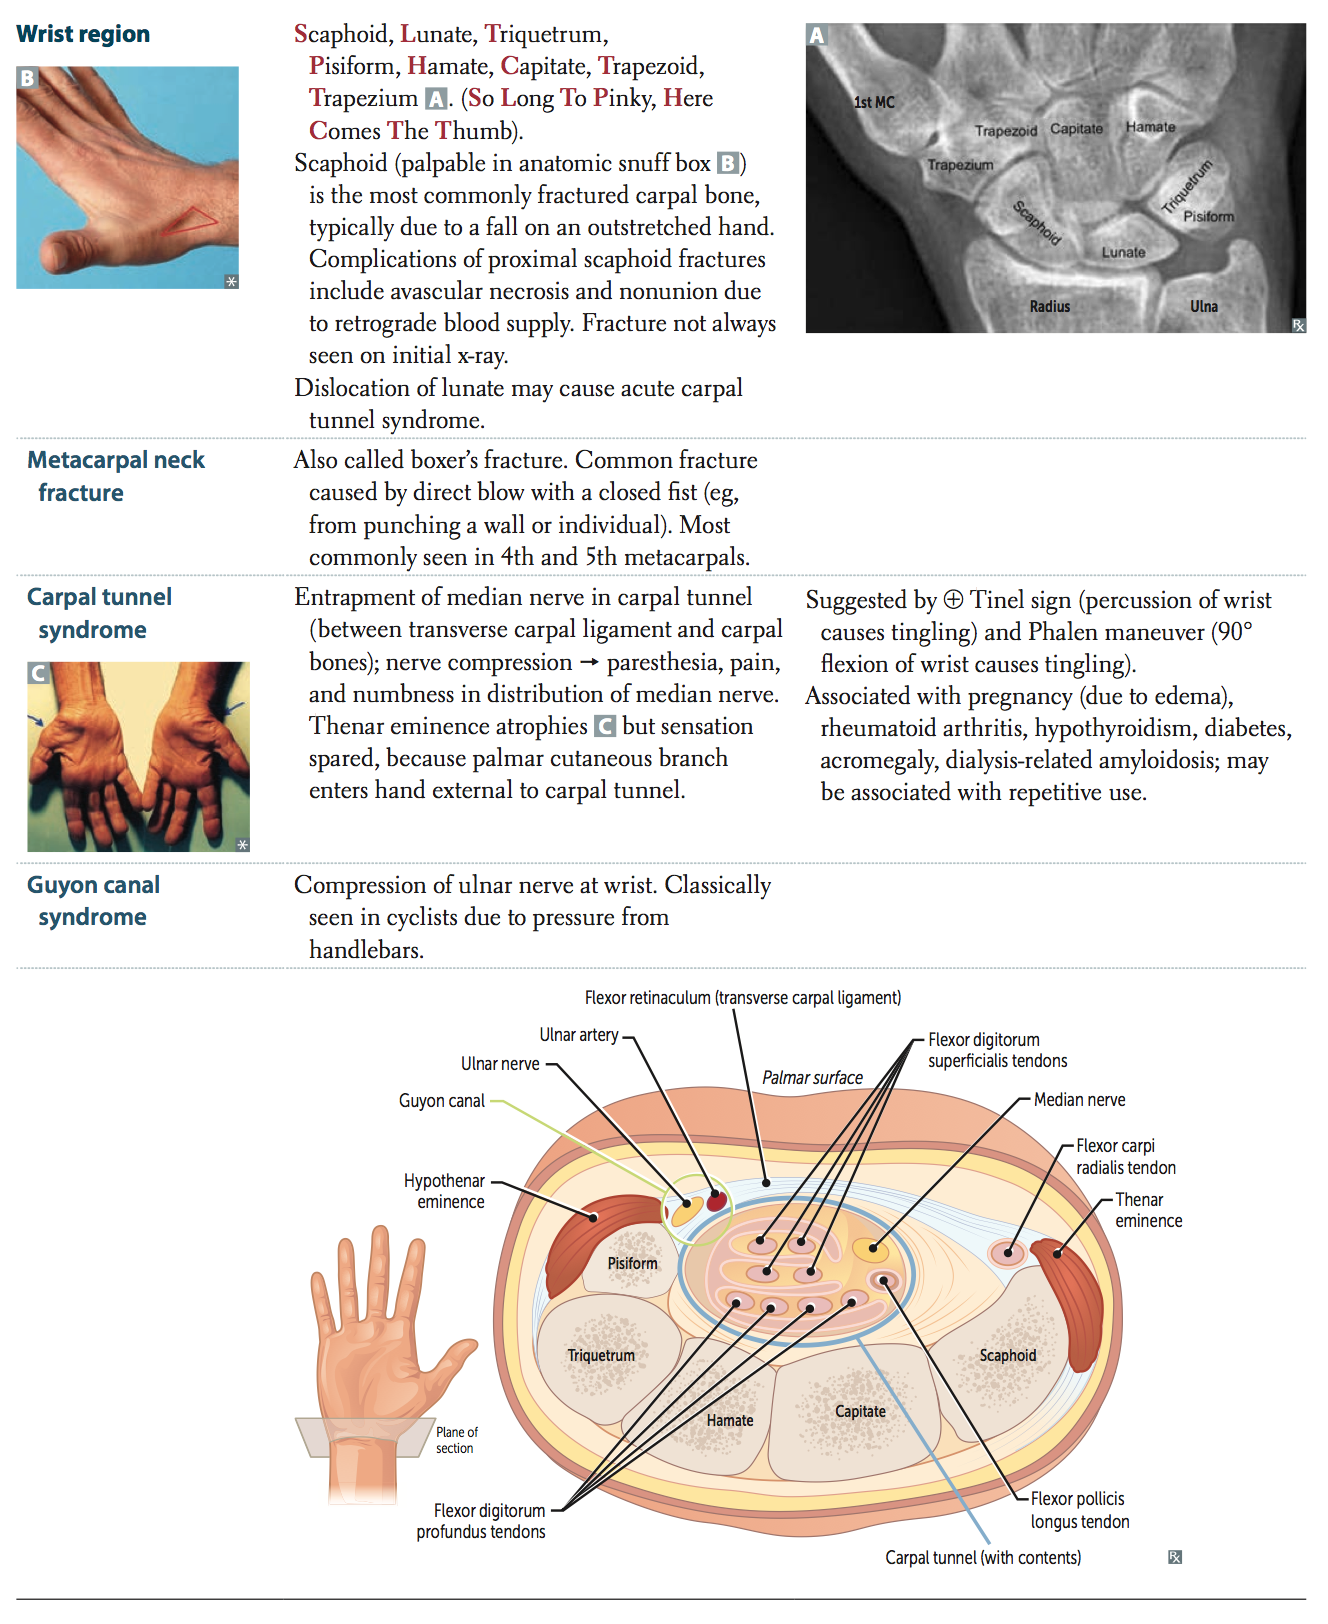 Wrist region
B
Scaphoid, Lunate, Triquetrum,
Pisiform, Hamate, Capitate, Trapezoid,
Trapezium A. (So Long To Pinky, Here
Comes The Thumb).
Scaphoid (palpable in anatomic snuff box B)
is the most commonly fractured carpal bone,
typically due to a fall on an outstretched hand.
Complications of proximal scaphoid fractures
include avascular necrosis and nonunion due
to retrograde blood supply. Fracture not always
seen on initial x-ray.
Dislocation of lunate may cause acute carpal
tunnel syndrome.
A
1st MC
Trapezoid
Capitate
Hamate
Trapezium
Triquetrum
Pisiform
Scaphoid
Lunate
Radius
Ulna
Rx
Metacarpal neck
fracture
Also called boxer’s fracture. Common fracture
caused by direct blow with a closed fist (eg,
from punching a wall or individual). Most
commonly seen in 4th and 5th metacarpals.
Carpal tunnel
syndrome
C
Entrapment of median nerve in carpal tunnel
(between transverse carpal ligament and carpal
bones); nerve compression → paresthesia, pain,
and numbness in distribution of median nerve.
Thenar eminence atrophies C but sensation
spared, because palmar cutaneous branch
enters hand external to carpal tunnel.
Suggested by ⊕ Tinel sign (percussion of wrist
causes tingling) and Phalen maneuver (90°
flexion of wrist causes tingling).
Associated with pregnancy (due to edema),
rheumatoid arthritis, hypothyroidism, diabetes,
acromegaly, dialysis-related amyloidosis; may
be associated with repetitive use.
Guyon canal
syndrome
Compression of ulnar nerve at wrist. Classically
seen in cyclists due to pressure from
handlebars.
Flexor retinaculum (transverse carpal ligament)
Ulnar artery
Ulnar nerve
Guyon canal
Hypothenar
eminence
Palmar surface
Flexor digitorum
superficialis tendons
Median nerve
Flexor carpi
radialis tendon
Thenar
eminence
Pisiform
Triquetrum
Hamate
Capitate
Scaphoid
Plane of
section
Flexor digitorum
profundus tendons
Flexor pollicis
longus tendon
Carpal tunnel (with contents)
Rx